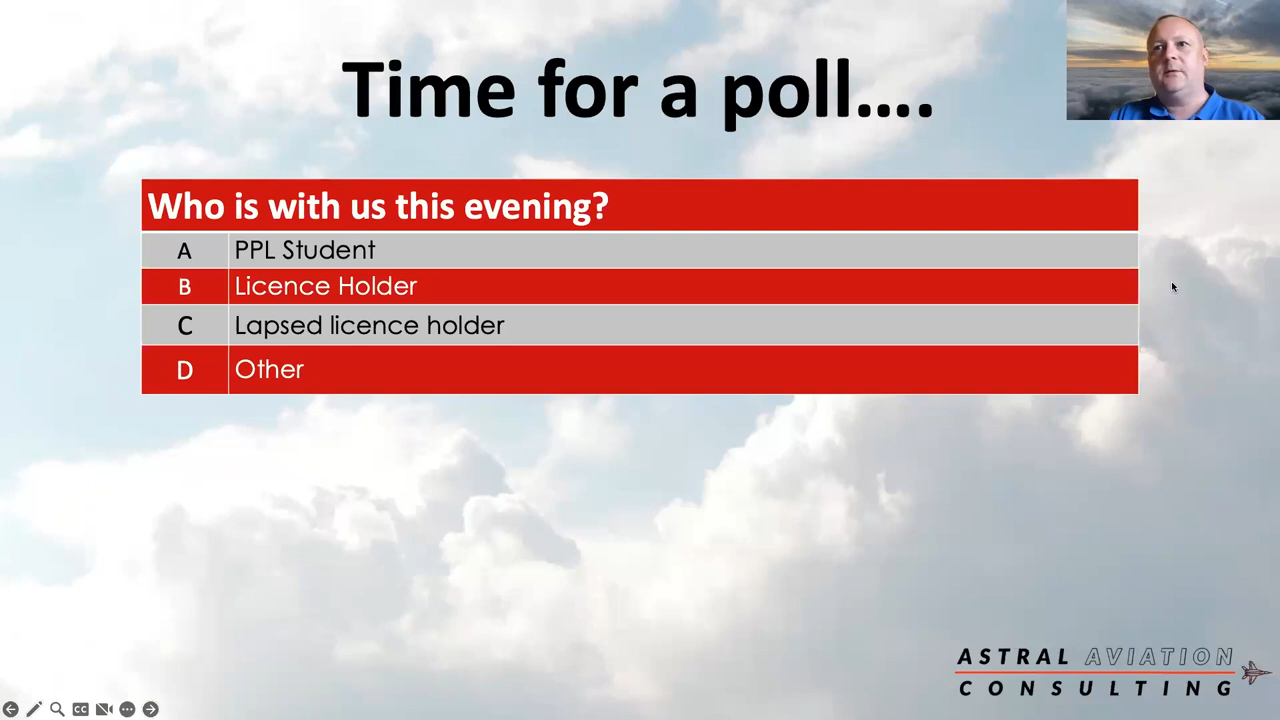 Time for a poll....
Who is with us this evening?
A PPL Student
B Licence Holder
C Lapsed licence holder
D Other
ASTRAL AVIATION
CONSULTING
CC